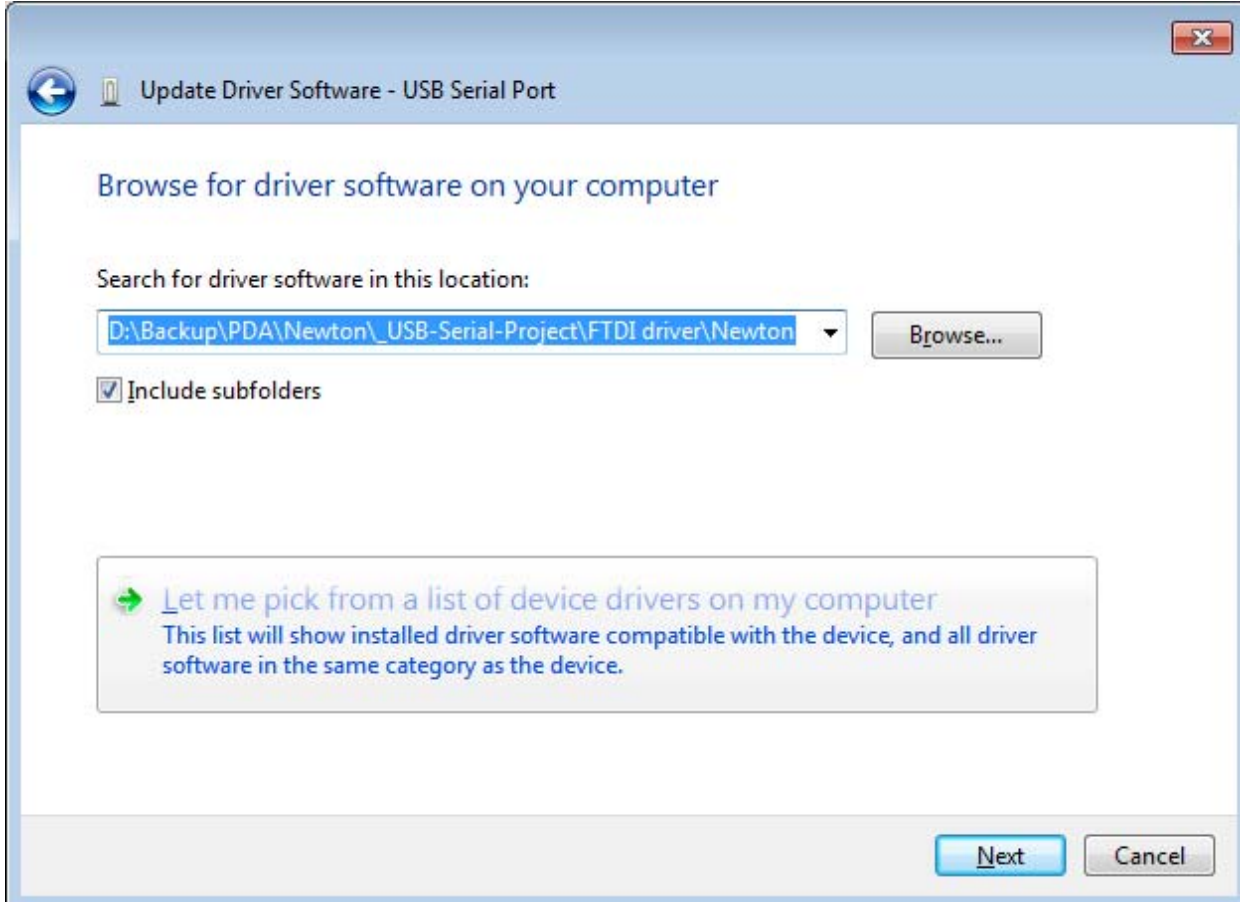 Update Driver Software - USB Serial Port
Browse for driver software on your computer
Search for driver software in this location:
D:\Backup\PDA\Newton\_USB-Serial-Project\FTDI driver\Newton
Browse...
Include subfolders
Let me pick from a list of device drivers on my computer
This list will show installed driver software compatible with the device, and all driver
software in the same category as the device.
Next
Cancel